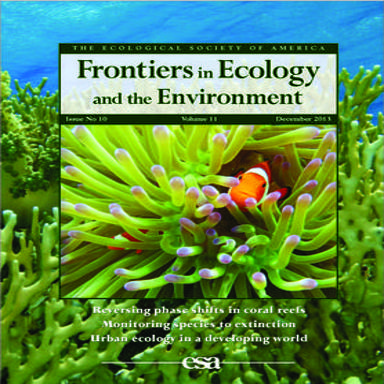 THE ECOLOGICAL SOCIETY OF AMERICA
Frontiers in Ecology
and the Environment
Issue No 10 Volume 11 December 2013
Reversing phase shifts in coral reefs
Monitoring species to extinction
Urban ecology in a developing world
esa